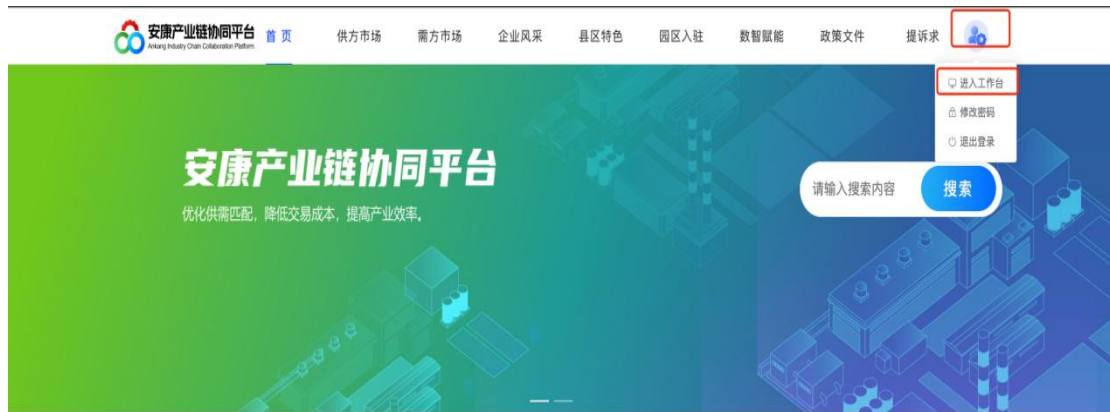 安康产业链协同平台
Ankang Industry Chain Collaboration Platform
首 页 供方市场 需方市场 企业风采 县区特色 园区入驻 数智赋能 政策文件 提诉求
进入工作台
修改密码
退出登录
安康产业链协同平台
请输入搜索内容 搜索
优化供需匹配，降低交易成本，提高产业效率。